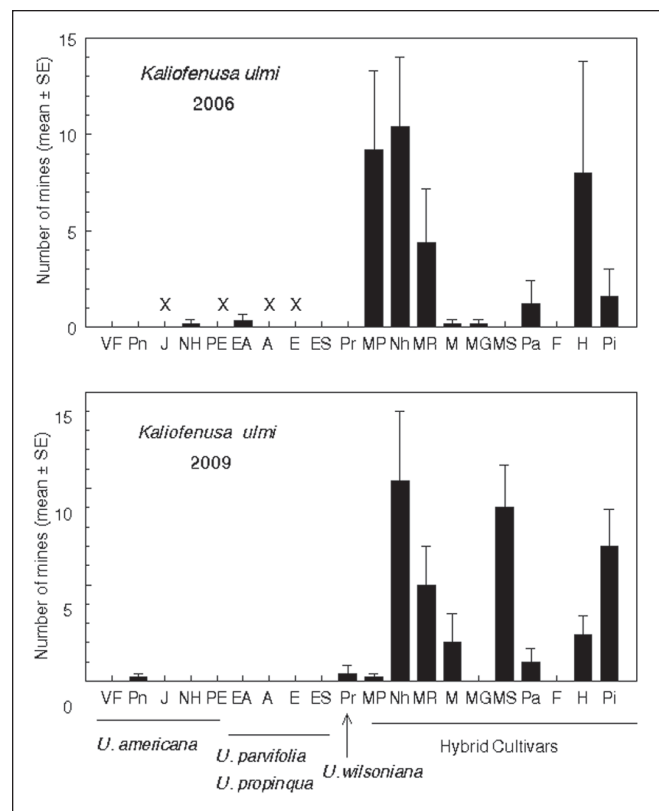 15
Kaliofenusa ulmi
2006
10
5
0
Number of mines (mean ± SE)
X X X X
VF Pn J NH PE EA A E ES Pr MP Nh MR M MG MS Pa F H Pi
15
Kaliofenusa ulmi
2009
10
5
0
Number of mines (mean ± SE)
VF Pn J NH PE EA A E ES Pr MP Nh MR M MG MS Pa F H Pi
U. americana
U. parvifolia
U. propinqua
U.wilsoniana
Hybrid Cultivars